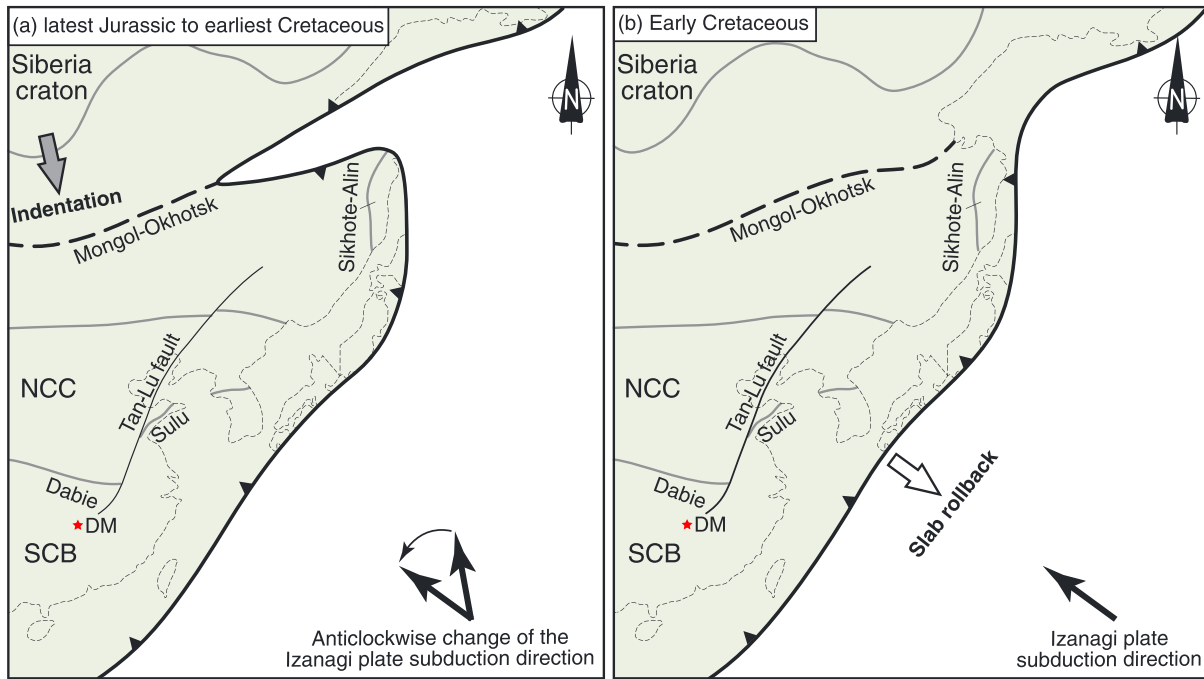 (a) latest Jurassic to earliest Cretaceous
Siberia
craton
N
Indentation
Mongol-Okhotsk
Sikhote-Alin
Tan-Lu fault
NCC
Sulu
Dabie
DM
SCB
Anticlockwise change of the
Izanagi plate subduction direction
(b) Early Cretaceous
Siberia
craton
N
Mongol-Okhotsk
Sikhote-Alin
Tan-Lu fault
NCC
Sulu
Dabie
DM
SCB
Slab rollback
Izanagi plate
subduction direction